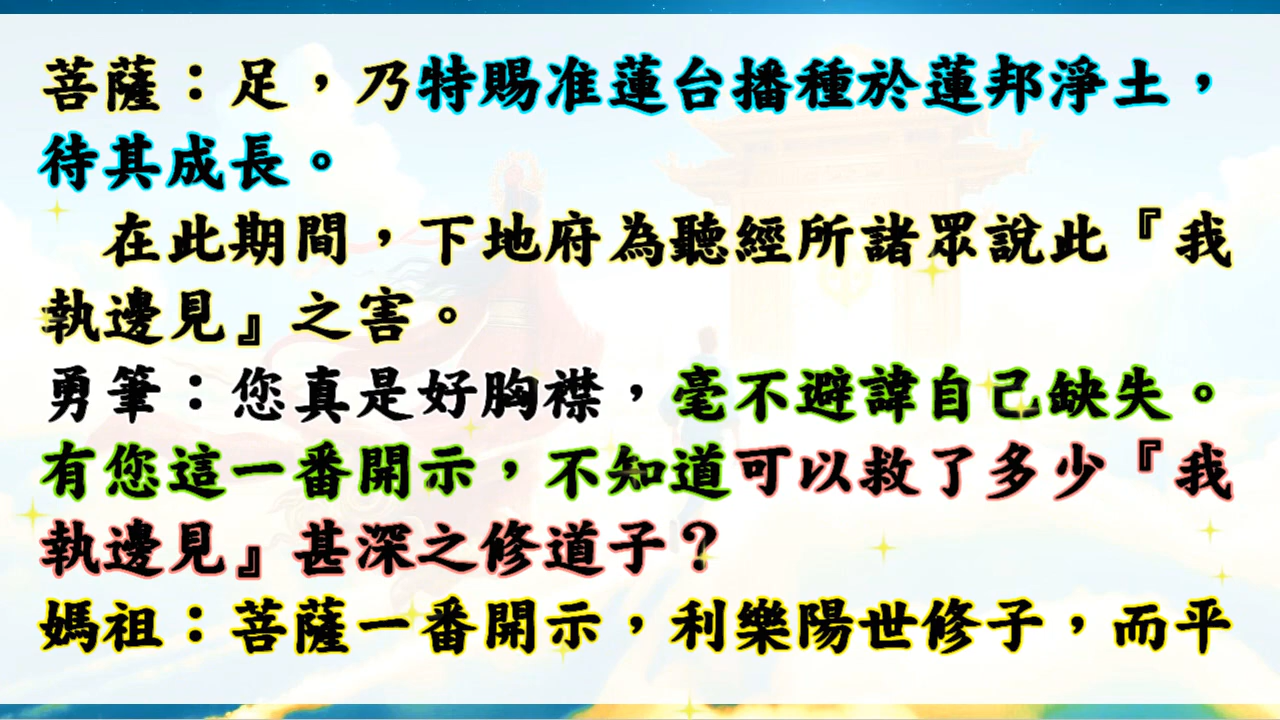 菩薩：足，乃特賜准蓮台播種於蓮邦淨土，
待其成長。
　在此期間，下地府為聽經所諸眾說此『我
執邊見』之害。
勇筆：您真是好胸襟，毫不避諱自己缺失。
有您這一番開示，不知道可以救了多少『我
執邊見』甚深之修道子？
媽祖：菩薩一番開示，利樂陽世修子，而平